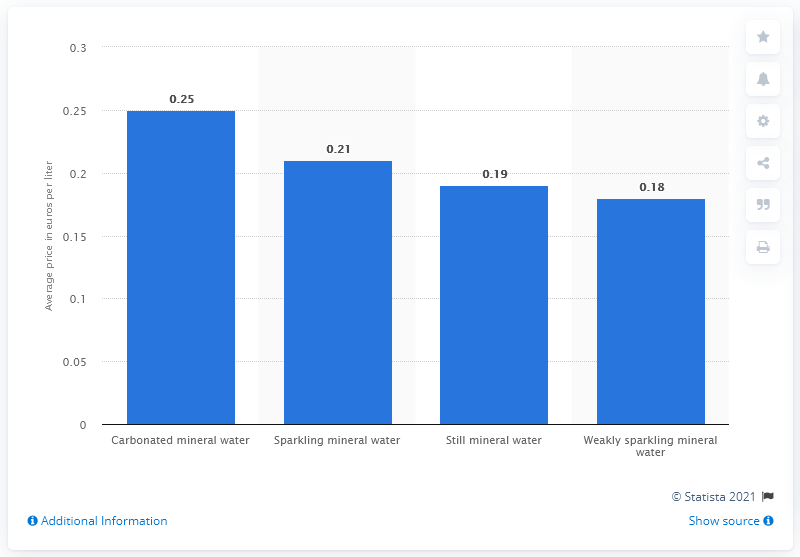 0.3
0.25
0.2
0.15
0.1
0.05
0
Average price in euros per liter
0.25
0.21
0.19
0.18
Carbonated mineral water
Sparkling mineral water
Still mineral water
Weakly sparkling mineral
water
© Statista 2021
Additional Information
Show source